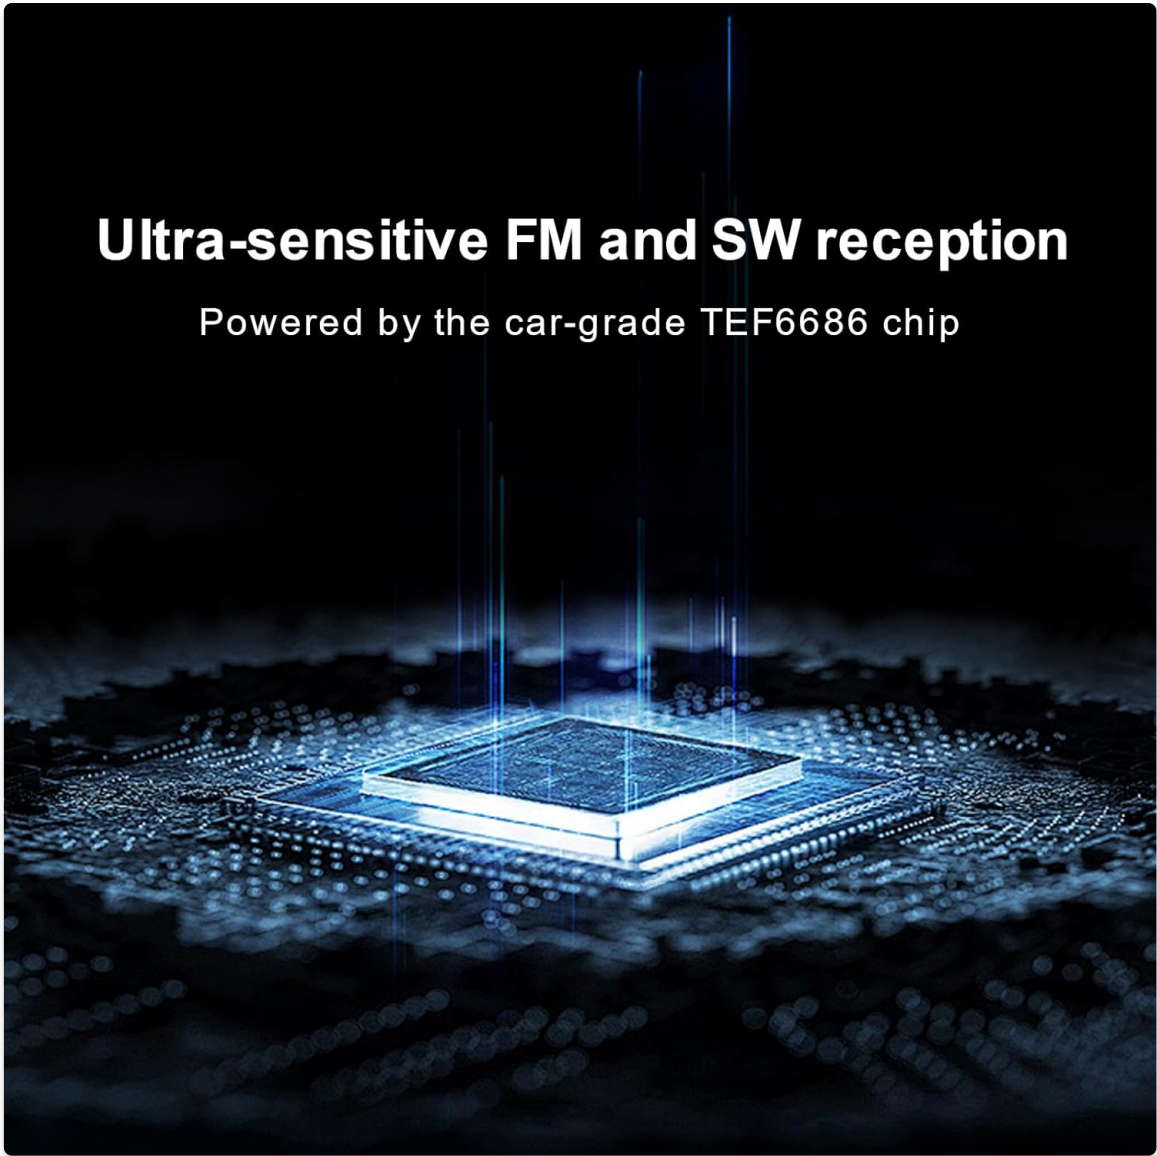 Ultra-sensitive FM and SW reception
Powered by the car-grade TEF6686 chip